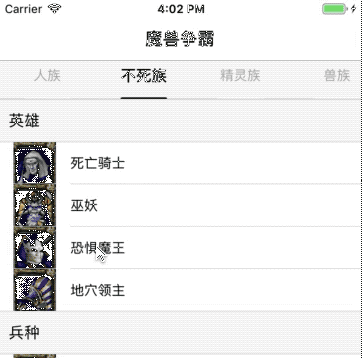 Carrier 4:02 PM
魔兽争霸
人族 不死族 精灵族 兽族
英雄
死亡骑士
巫妖
恐惧魔王
地穴领主
兵种